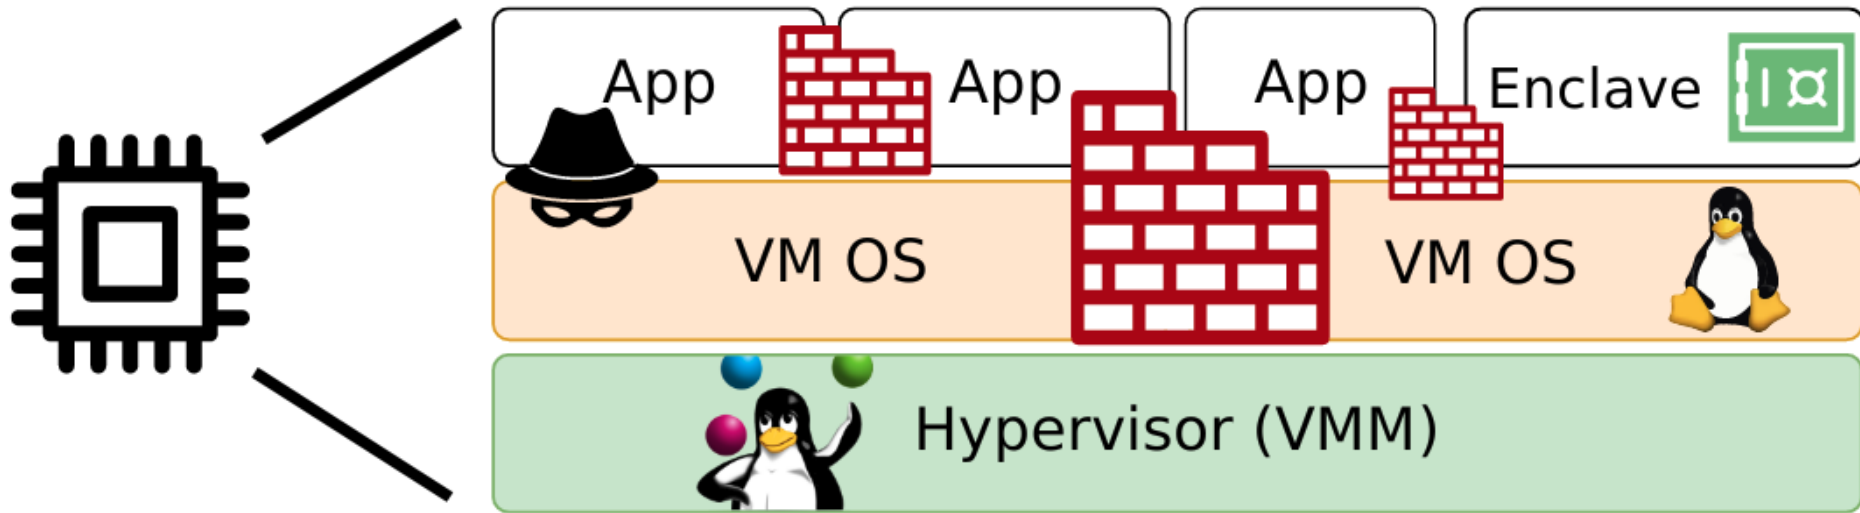 App
App
App
Enclave
VM OS
VM OS
Hypervisor (VMM)